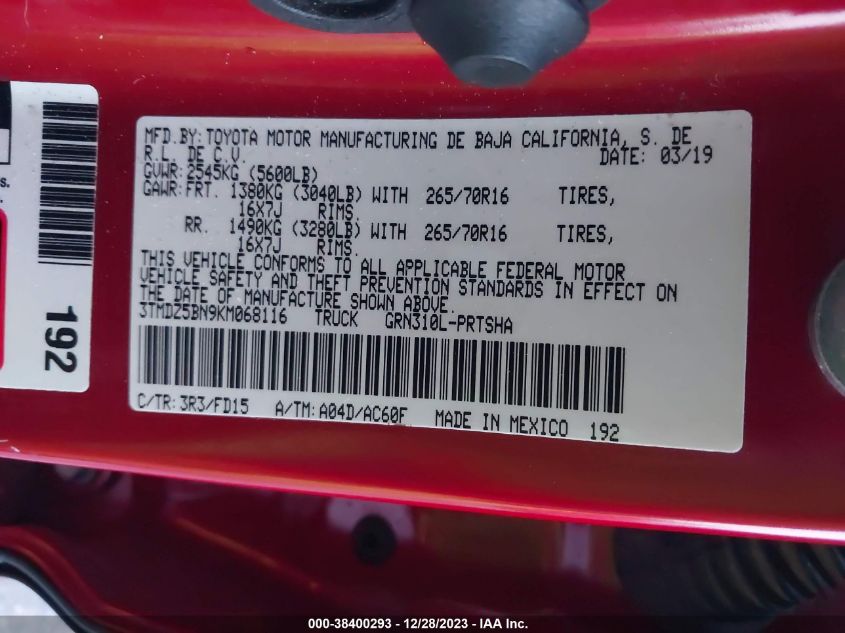 MFD.BY:TOYOTA MOTOR MANUFACTURING DE BAJA CALIFORNIA, S. DE
R.L. DE C.V. DATE: 03/19
GVWR:2545KG (5600LB)
GAWR:FRT. 1380KG (3040LB) WITH 265/70R16 TIRES,
16X7J RIMS.
RR. 1490KG (3280LB) WITH 265/70R16 TIRES,
16X7J RIMS.
THIS VEHICLE CONFORMS TO ALL APPLICABLE FEDERAL MOTOR
VEHICLE SAFETY AND THEFT PREVENTION STANDARDS IN EFFECT ON
THE DATE OF MANUFACTURE SHOWN ABOVE.
3TMDZ5BN9KM068116 TRUCK GRN310L-PRTSHA
C/TR:3R3/FD15 A/TM:A04D/AC60F MADE IN MEXICO 192
s.
192
000-38400293 - 12/28/2023 - IAA Inc.